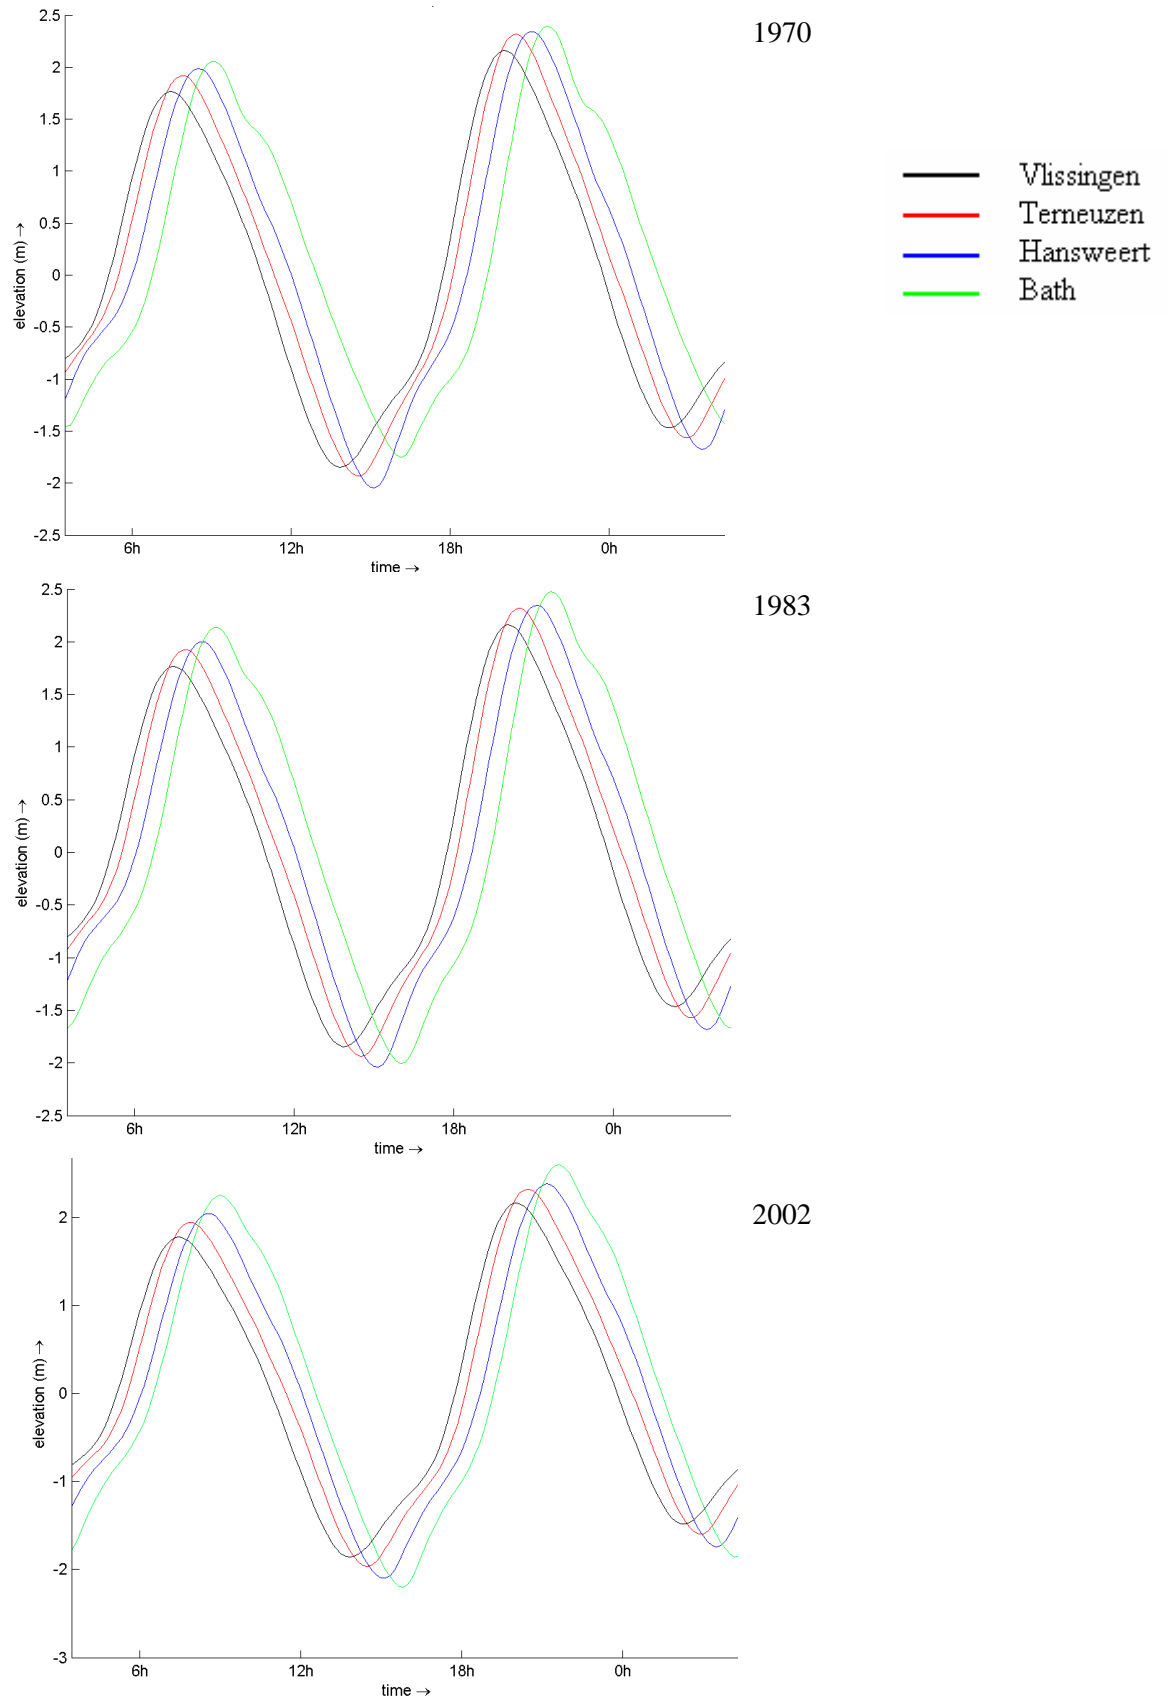 1970
2.5
2
1.5
1
0.5
0
-0.5
-1
-1.5
-2
-2.5
elevation (m) →
6h 12h 18h 0h
time →
Vlissingen
Terneuzen
Hansweert
Bath
1983
2.5
2
1.5
1
0.5
0
-0.5
-1
-1.5
-2
-2.5
elevation (m) →
6h 12h 18h 0h
time →
2002
2
1
0
-1
-2
-3
elevation (m) →
6h 12h 18h 0h
time →